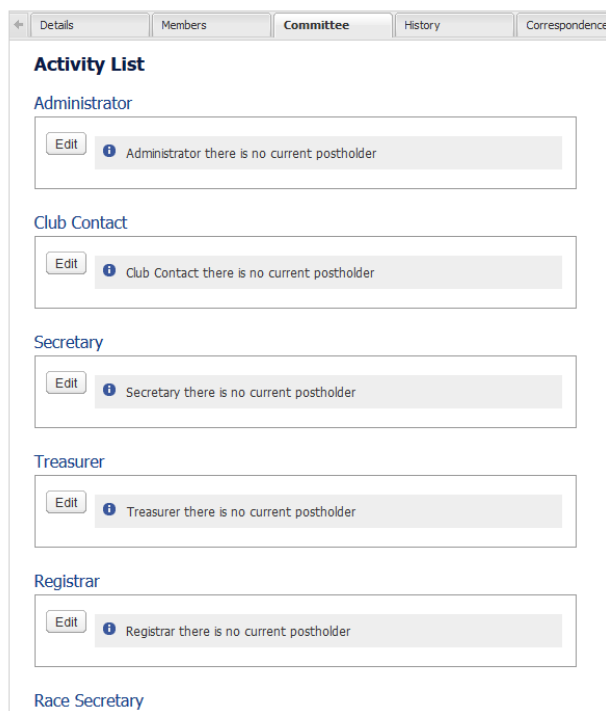 Details Members Committee History Correspondence
Activity List
Administrator
Edit Administrator there is no current postholder
Club Contact
Edit Club Contact there is no current postholder
Secretary
Edit Secretary there is no current postholder
Treasurer
Edit Treasurer there is no current postholder
Registrar
Edit Registrar there is no current postholder
Race Secretary